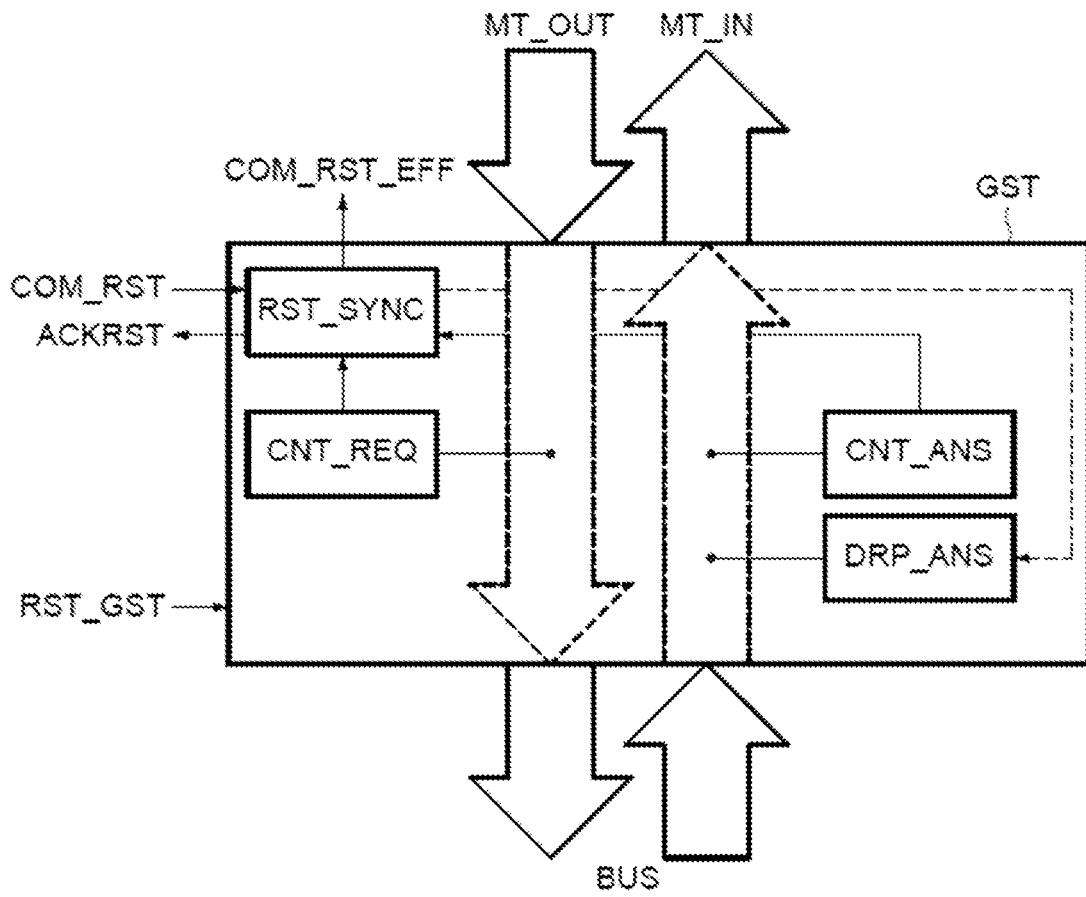 MT_OUT MT_IN
COM_RST_EFF
GST
COM_RST
RST_SYNC
ACKRST
CNT_REQ
CNT_ANS
DRP_ANS
RST_GST
BUS